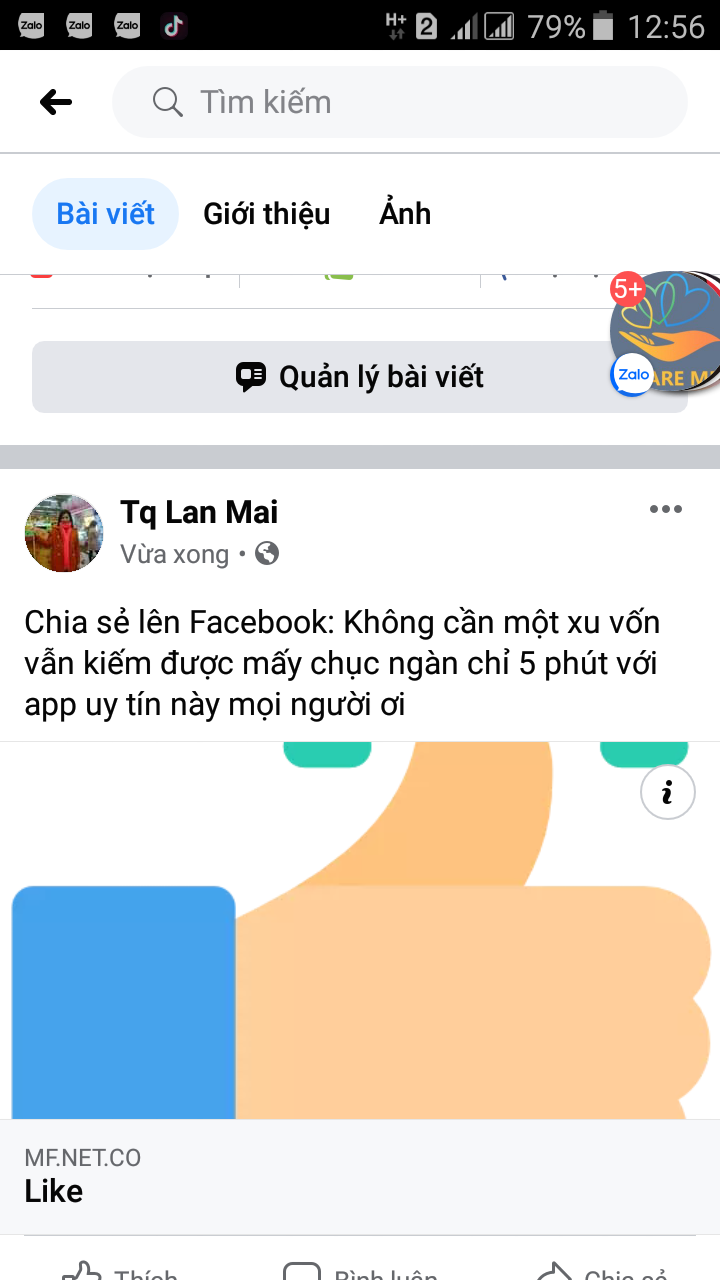 Zalo Zalo Zalo H+ 2 79% 12:56
Tìm kiếm
Bài viết Giới thiệu Ảnh
5+
Quản lý bài viết
Zalo ARE M
Tq Lan Mai
Vừa xong •
Chia sẻ lên Facebook: Không cần một xu vốn
vẫn kiếm được mấy chục ngàn chỉ 5 phút với
app uy tín này mọi người ơi
i
MF.NET.CO
Like
Thích Bình luận Chia sẻ